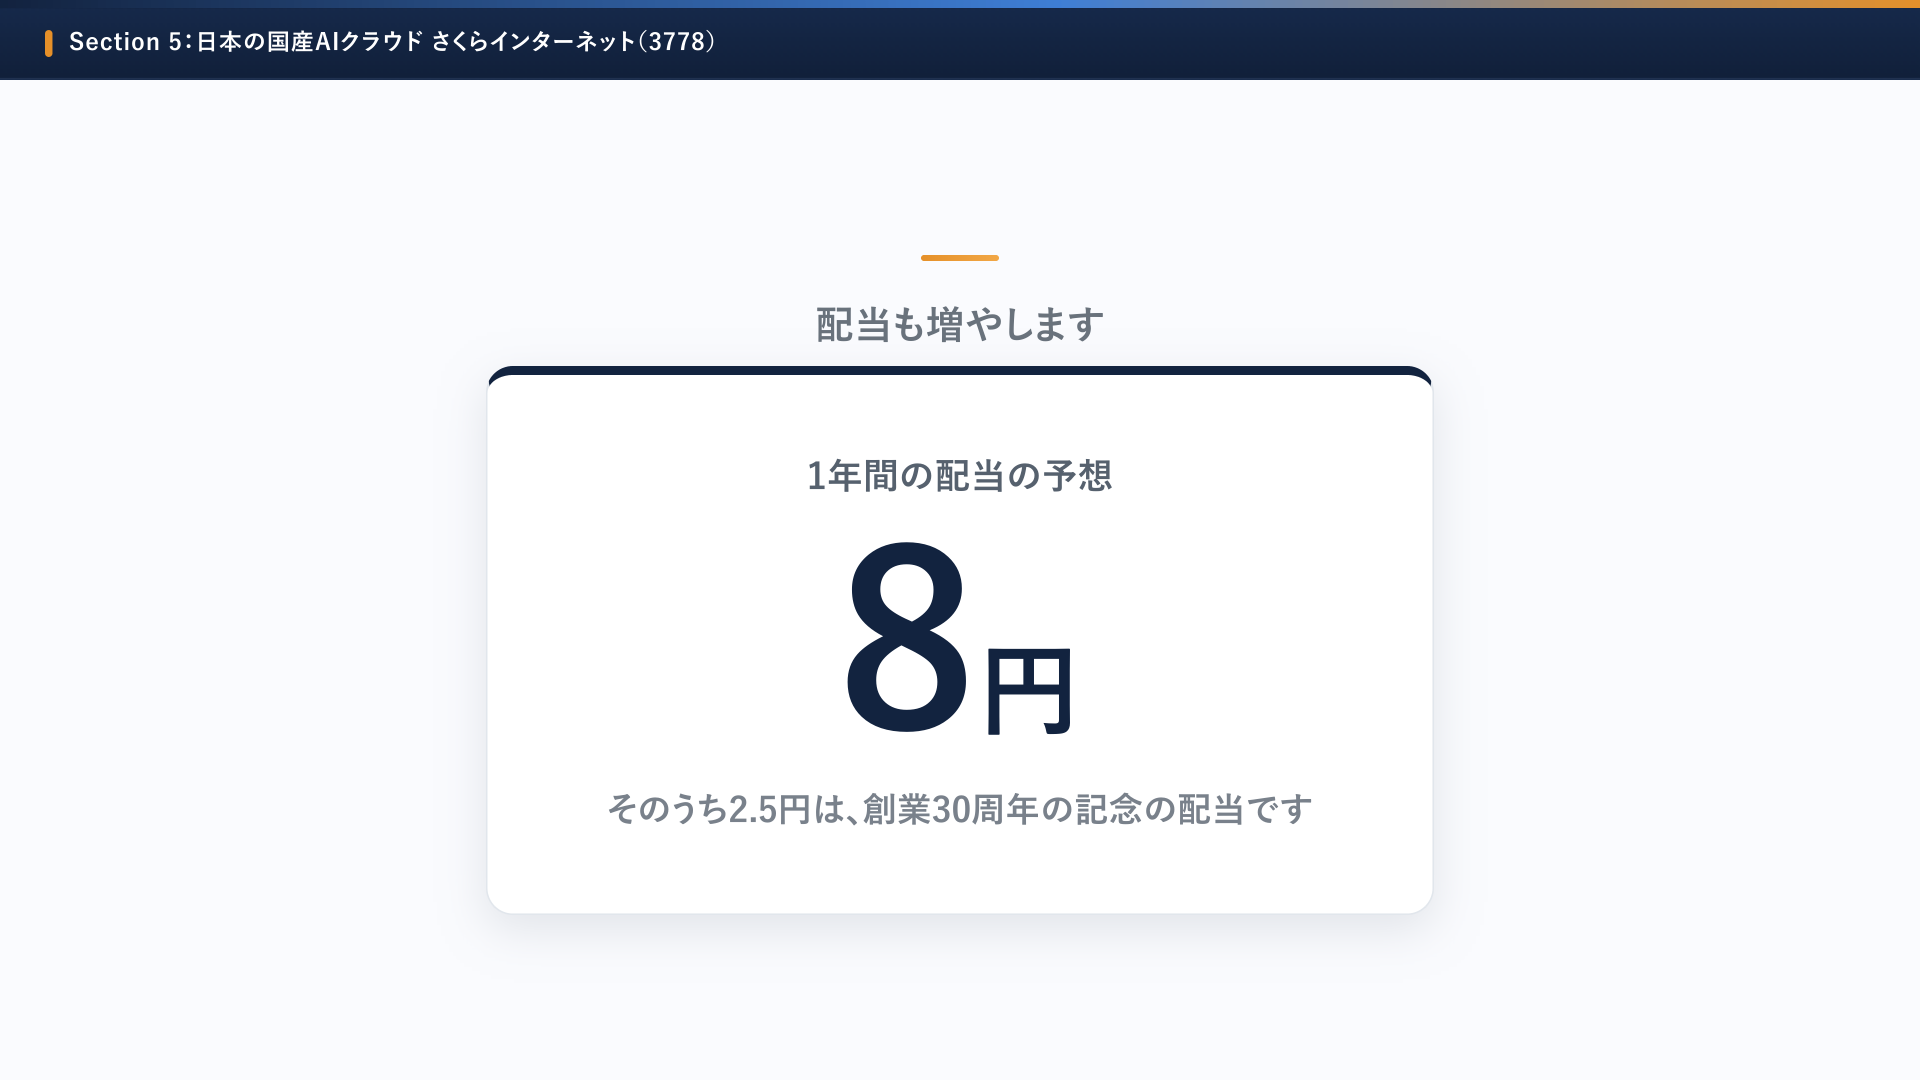 Section 5：日本の国産AIクラウド さくらインターネット（3778）
配当も増やします
1年間の配当の予想
8円
そのうち2.5円は、創業30周年の記念の配当です